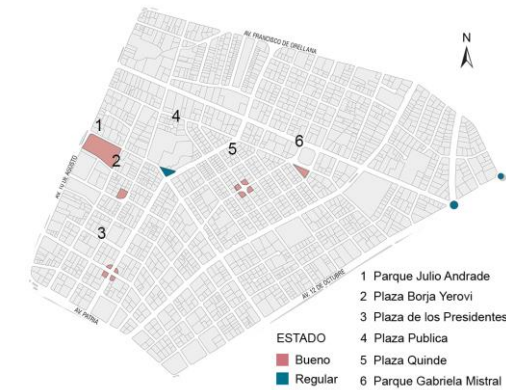 AV. FRANCISCO DE ORELLANA
N
1
4
6
5
2
AV. 10 DE AGOSTO
3
AV. 12 DE OCTUBRE
AV. PATRIA
ESTADO
Bueno
Regular
1 Parque Julio Andrade
2 Plaza Borja Yerovi
3 Plaza de los Presidentes
4 Plaza Publica
5 Plaza Quinde
6 Parque Gabriela Mistral